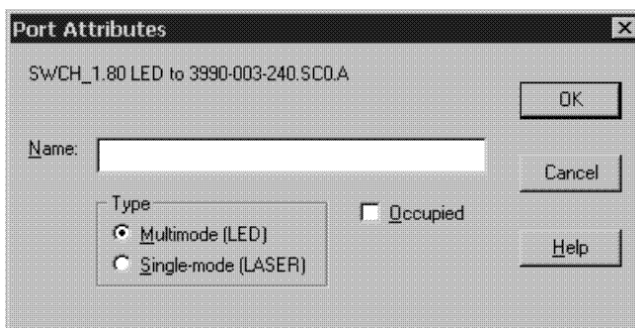 Port Attributes
SWCH_1.80 LED to 3990-003-240.SC0.A
OK
Name:
Cancel
Type
Occupied
Multimode (LED)
Help
Single-mode (LASER)